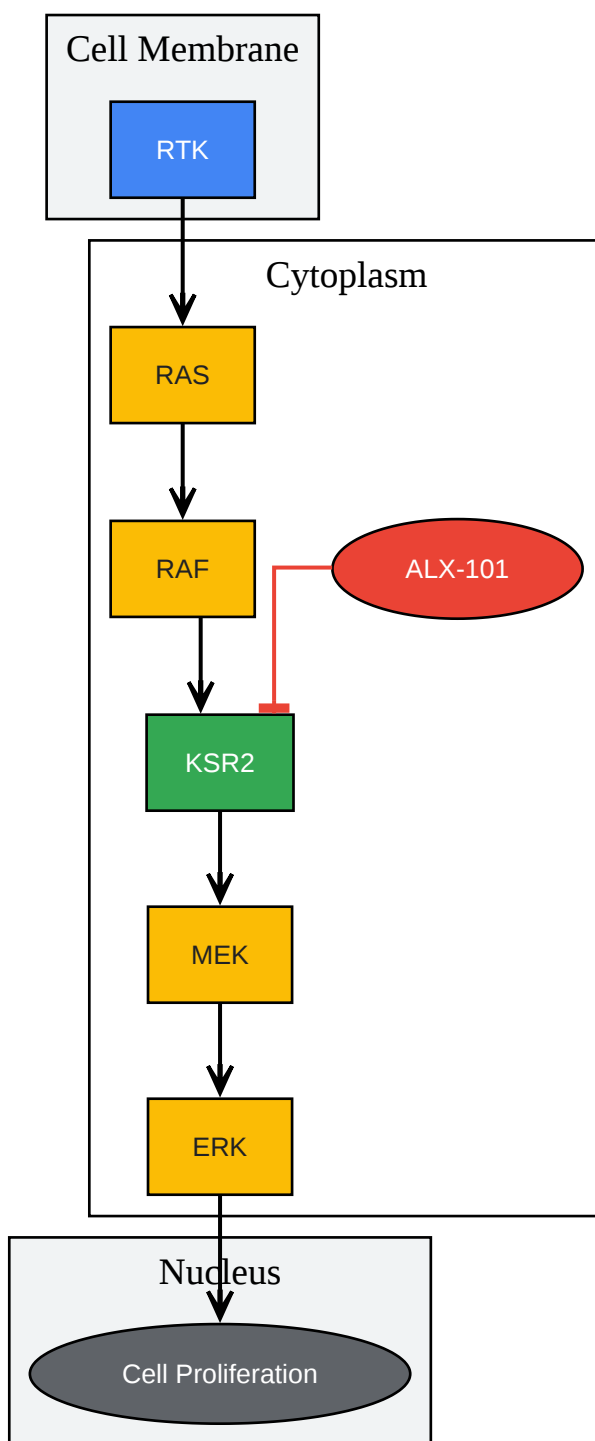 Cell Membrane
RTK
Cytoplasm
RAS
RAF
ALX-101
KSR2
MEK
ERK
Nucleus
Cell Proliferation